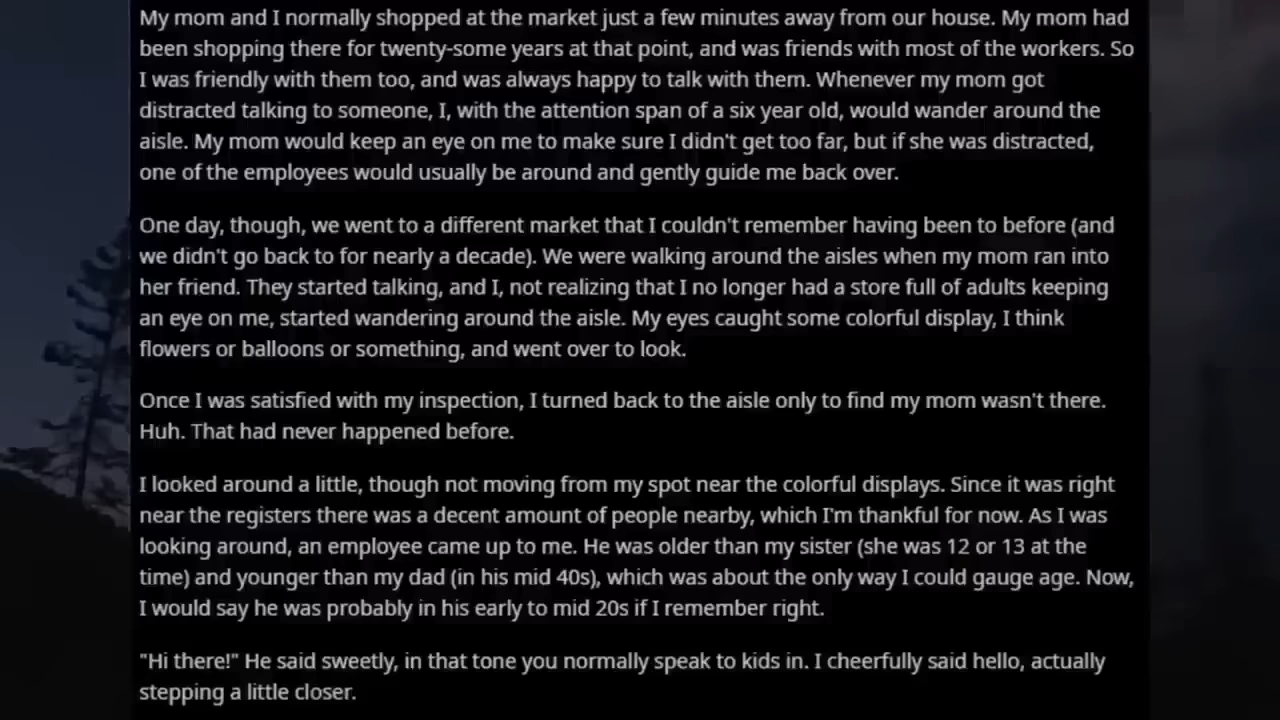 My mom and I normally shopped at the market just a few minutes away from our house. My mom had
been shopping there for twenty-some years at that point, and was friends with most of the workers. So
I was friendly with them too, and was always happy to talk with them. Whenever my mom got
distracted talking to someone, I, with the attention span of a six year old, would wander around the
aisle. My mom would keep an eye on me to make sure I didn't get too far, but if she was distracted,
one of the employees would usually be around and gently guide me back over.
One day, though, we went to a different market that I couldn't remember having been to before (and
we didn't go back to for nearly a decade). We were walking around the aisles when my mom ran into
her friend. They started talking, and I, not realizing that I no longer had a store full of adults keeping
an eye on me, started wandering around the aisle. My eyes caught some colorful display, I think
flowers or balloons or something, and went over to look.
Once I was satisfied with my inspection, I turned back to the aisle only to find my mom wasn't there.
Huh. That had never happened before.
I looked around a little, though not moving from my spot near the colorful displays. Since it was right
near the registers there was a decent amount of people nearby, which I'm thankful for now. As I was
looking around, an employee came up to me. He was older than my sister (she was 12 or 13 at the
time) and younger than my dad (in his mid 40s), which was about the only way I could gauge age. Now,
I would say he was probably in his early to mid 20s if I remember right.
"Hi there!" He said sweetly, in that tone you normally speak to kids in. I cheerfully said hello, actually
stepping a little closer.